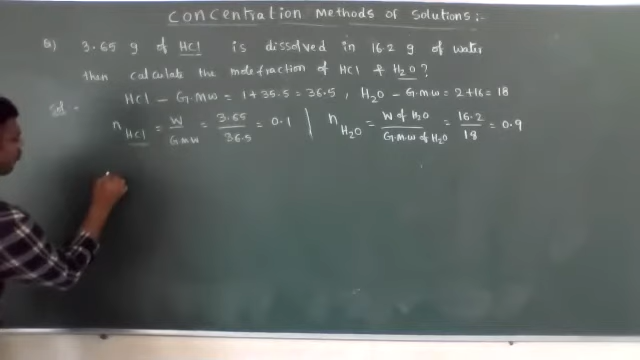 Concentration Methods of Solutions:-
Q) 3.65 g of HCl is dissolved in 16.2 g of water
then calculate the molefraction of HCl & H2O?
Sol - HCl - G.M.W = 1 + 35.5 = 36.5, H2O - G.M.W = 2+16 = 18
n HCl = W / G.M.W = 3.65 / 36.5 = 0.1 | n H2O = W of H2O / G.M.W of H2O = 16.2 / 18 = 0.9